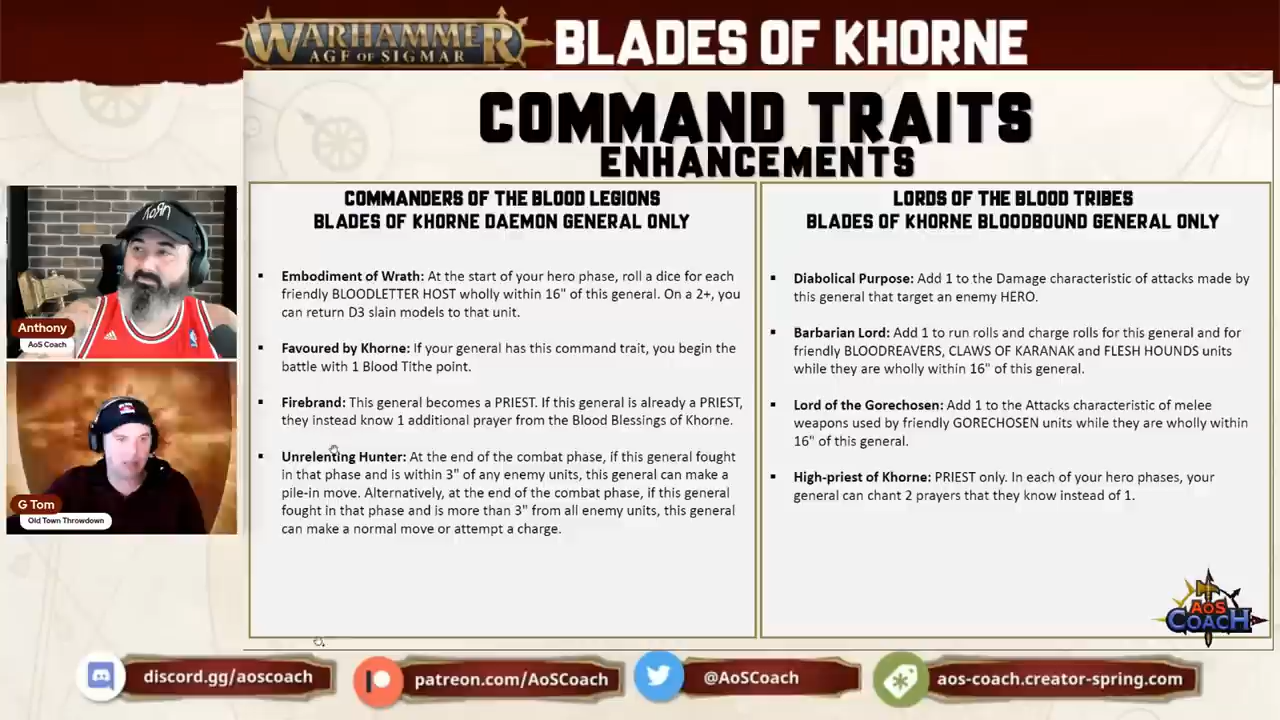 WARHAMMER
AGE OF SIGMAR
BLADES OF KHORNE
COMMAND TRAITS
ENHANCEMENTS
COMMANDERS OF THE BLOOD LEGIONS
BLADES OF KHORNE DAEMON GENERAL ONLY
▪ Embodiment of Wrath: At the start of your hero phase, roll a dice for each
friendly BLOODLETTER HOST wholly within 16" of this general. On a 2+, you
can return D3 slain models to that unit.
▪ Favoured by Khorne: If your general has this command trait, you begin the
battle with 1 Blood Tithe point.
▪ Firebrand: This general becomes a PRIEST. If this general is already a PRIEST,
they instead know 1 additional prayer from the Blood Blessings of Khorne.
▪ Unrelenting Hunter: At the end of the combat phase, if this general fought
in that phase and is within 3" of any enemy units, this general can make a
pile-in move. Alternatively, at the end of the combat phase, if this general
fought in that phase and is more than 3" from all enemy units, this general
can make a normal move or attempt a charge.
LORDS OF THE BLOOD TRIBES
BLADES OF KHORNE BLOODBOUND GENERAL ONLY
▪ Diabolical Purpose: Add 1 to the Damage characteristic of attacks made by
this general that target an enemy HERO.
▪ Barbarian Lord: Add 1 to run rolls and charge rolls for this general and for
friendly BLOODREAVERS, CLAWS OF KARANAK and FLESH HOUNDS units
while they are wholly within 16" of this general.
▪ Lord of the Gorechosen: Add 1 to the Attacks characteristic of melee
weapons used by friendly GORECHOSEN units while they are wholly within
16" of this general.
▪ High-priest of Khorne: PRIEST only. In each of your hero phases, your
general can chant 2 prayers that they know instead of 1.
KoЯn
Anthony
AoS Coach
G Tom
Old Town Throwdown
AoS
COACH
discord.gg/aoscoach
patreon.com/AoSCoach
@AoSCoach
aos-coach.creator-spring.com